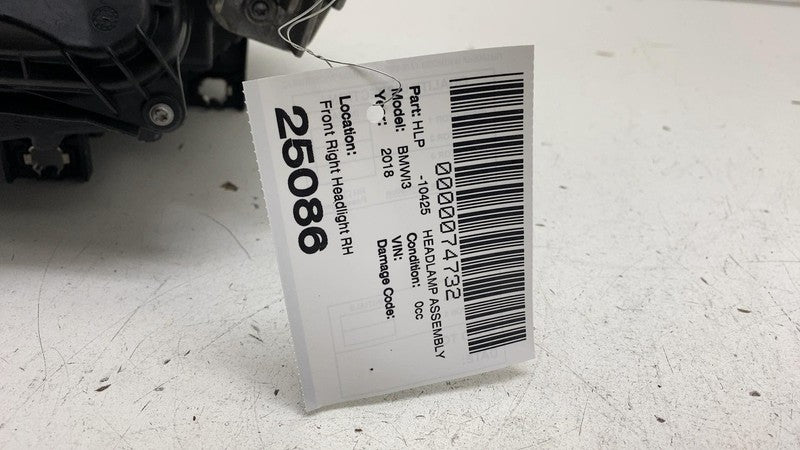 0000074732
Part: HLP -10425 HEADLAMP ASSEMBLY
Model: BMWI3 Condition: 0cc
Year: 2018 VIN:
Damage Code:
Location:
Front Right Headlight RH
25086